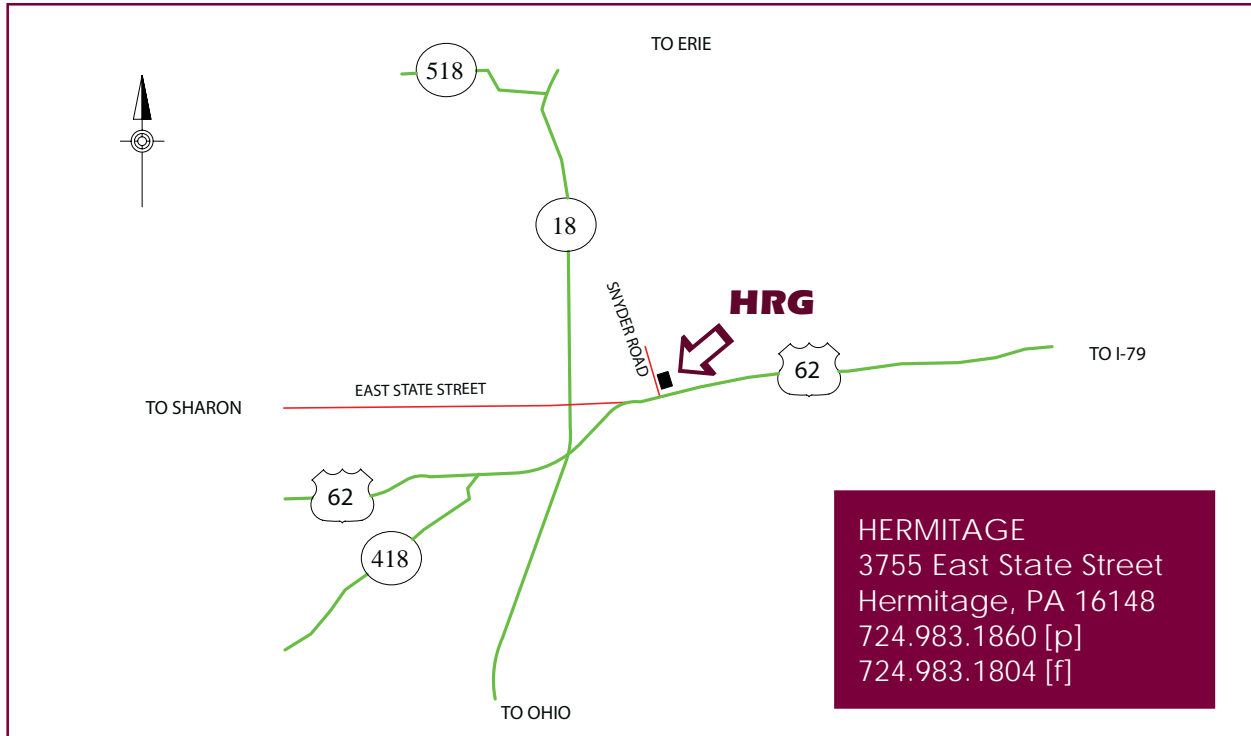 TO ERIE
518
18
SNYDER ROAD
HRG
62
TO I-79
EAST STATE STREET
TO SHARON
62
418
TO OHIO
HERMITAGE
3755 East State Street
Hermitage, PA 16148
724.983.1860 [p]
724.983.1804 [f]